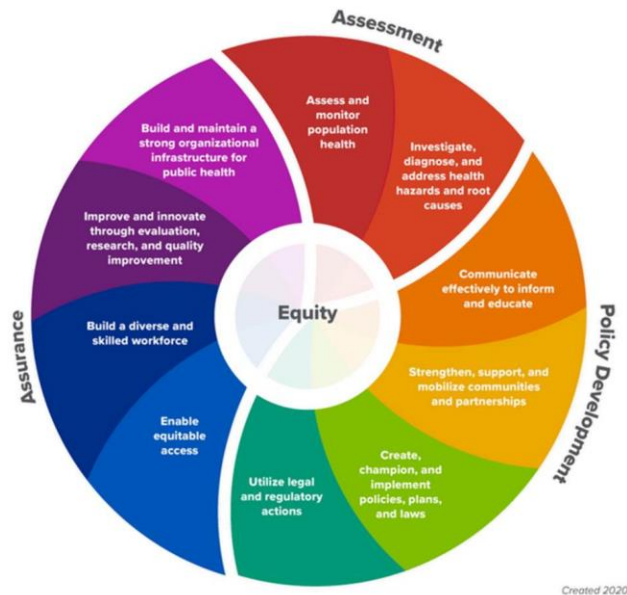 Assessment
Assess and
monitor
population
health
Investigate,
diagnose, and
address health
hazards and root
causes
Policy Development
Communicate
effectively to inform
and educate
Strengthen, support, and
mobilize communities
and partnerships
Create,
champion, and
implement
policies, plans,
and laws
Utilize legal
and regulatory
actions
Assurance
Enable
equitable
access
Build a diverse and
skilled workforce
Improve and innovate
through evaluation,
research, and quality
improvement
Build and maintain a
strong organizational
infrastructure for
public health
Equity
Created 2020